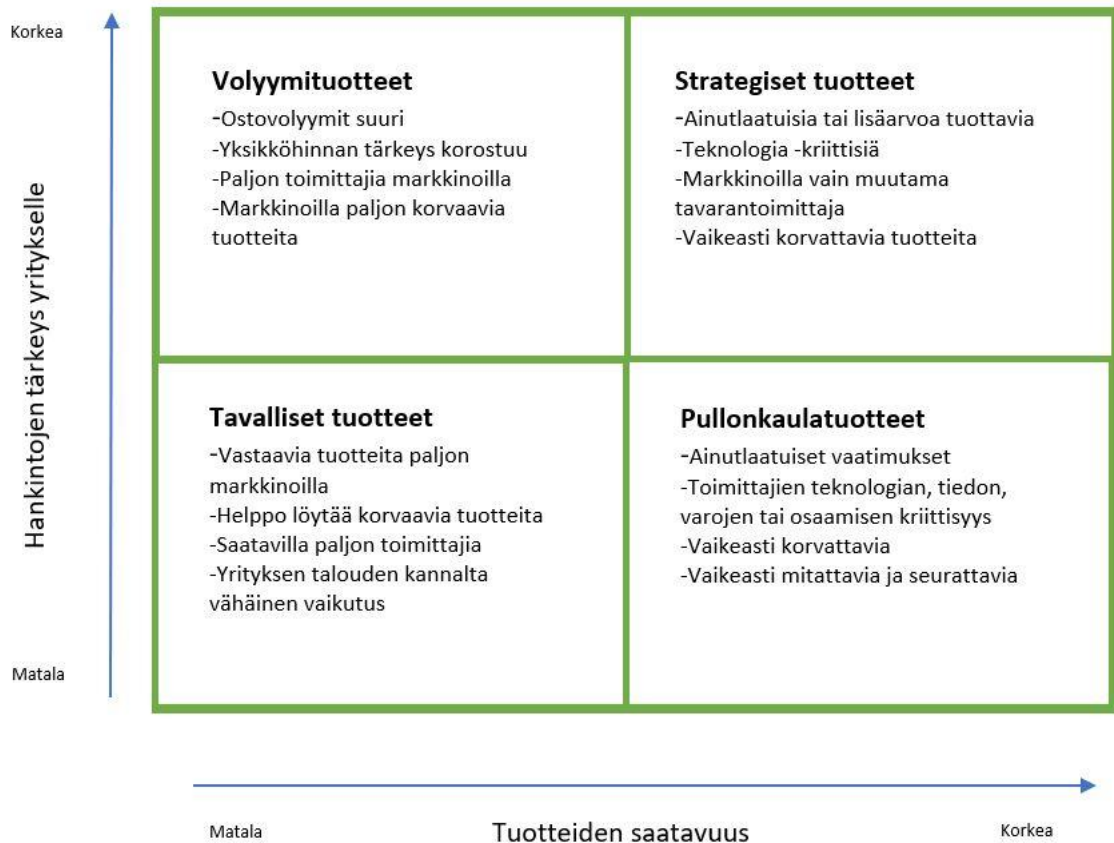 Korkea
Hankintojen tärkeys yritykselle
Matala
Volyymituotteet
-Ostovolyymit suuri
-Yksikköhinnan tärkeys korostuu
-Paljon toimittajia markkinoilla
-Markkinoilla paljon korvaavia
tuotteita
Strategiset tuotteet
-Ainutlaatuisia tai lisäarvoa tuottavia
-Teknologia -kriittisiä
-Markkinoilla vain muutama
tavarantoimittaja
-Vaikeasti korvattavia tuotteita
Tavalliset tuotteet
-Vastaavia tuotteita paljon
markkinoilla
-Helppo löytää korvaavia tuotteita
-Saatavilla paljon toimittajia
-Yrityksen talouden kannalta
vähäinen vaikutus
Pullonkaulatuotteet
-Ainutlaatuiset vaatimukset
-Toimittajien teknologian, tiedon,
varojen tai osaamisen kriittisyys
-Vaikeasti korvattavia
-Vaikeasti mitattavia ja seurattavia
Matala
Tuotteiden saatavuus
Korkea